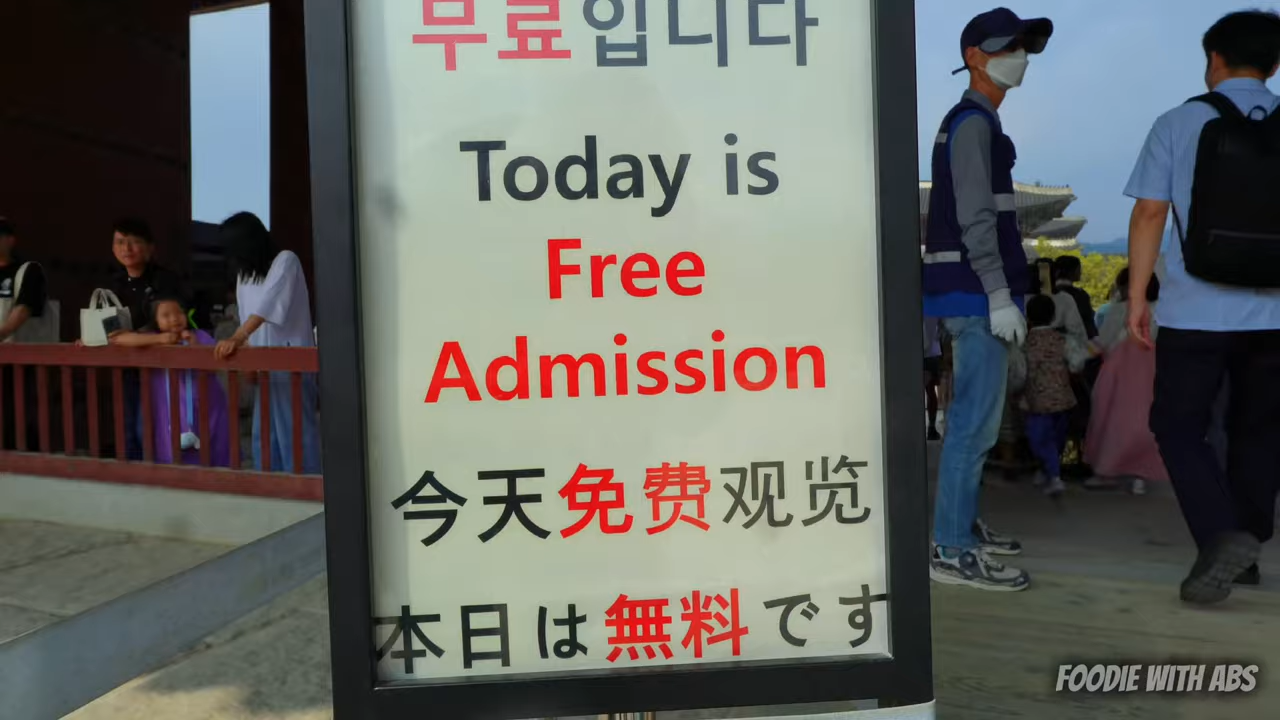 무료입니다
Today is
Free
Admission
今天免费观览
本日は無料です
FOODIE WITH ABS